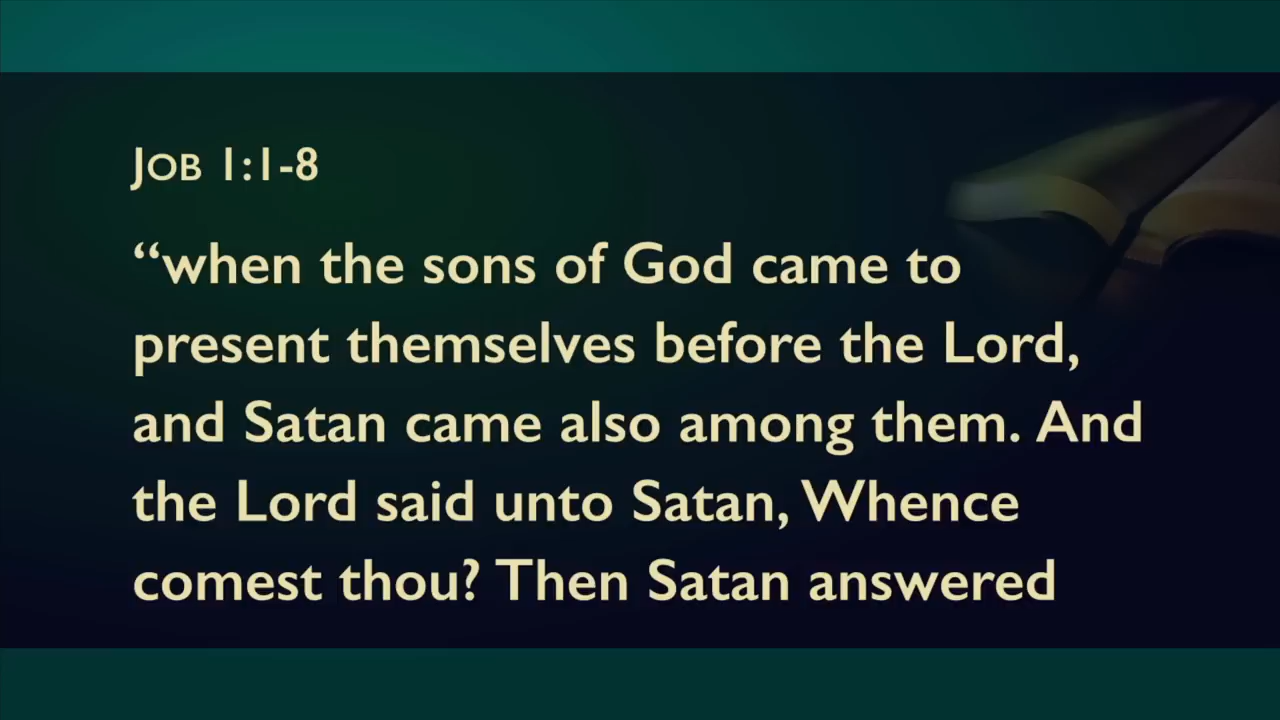 Job 1:1-8
“when the sons of God came to
present themselves before the Lord,
and Satan came also among them. And
the Lord said unto Satan, Whence
comest thou? Then Satan answered